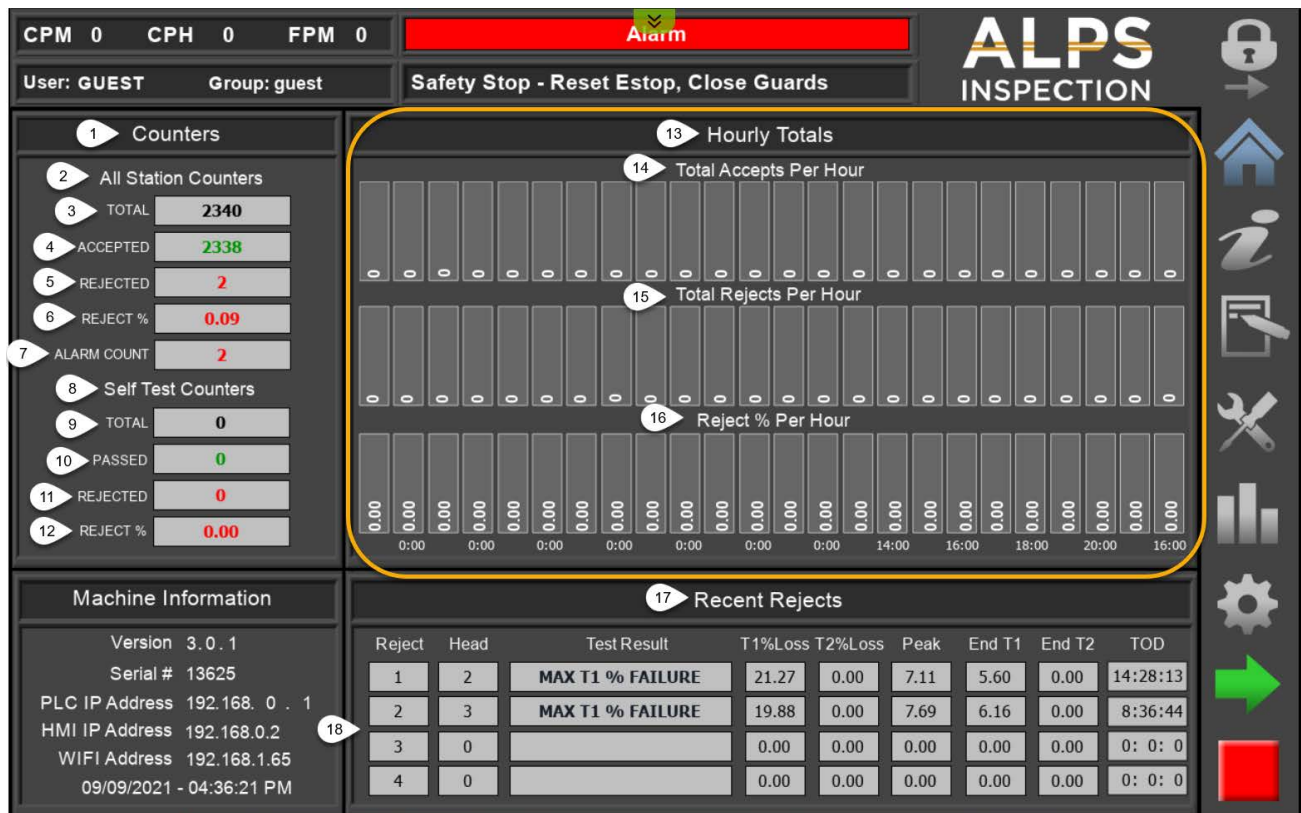 CPM 0 CPH 0 FPM 0
Alarm
ALPS
INSPECTION
User: GUEST Group: guest
Safety Stop - Reset Estop, Close Guards
1 Counters
2 All Station Counters
3 TOTAL 2340
4 ACCEPTED 2338
5 REJECTED 2
6 REJECT % 0.09
7 ALARM COUNT 2
8 Self Test Counters
9 TOTAL 0
10 PASSED 0
11 REJECTED 0
12 REJECT % 0.00
13 Hourly Totals
14 Total Accepts Per Hour
0 0 0 0 0 0 0 0 0 0 0 0 0 0 0 0 0 0 0 0 0 0 0 0
15 Total Rejects Per Hour
0 0 0 0 0 0 0 0 0 0 0 0 0 0 0 0 0 0 0 0 0 0 0 0
16 Reject % Per Hour
0.00 0.00 0.00 0.00 0.00 0.00 0.00 0.00 0.00 0.00 0.00 0.00 0.00 0.00 0.00 0.00 0.00 0.00 0.00 0.00 0.00 0.00 0.00 0.00
0:00 0:00 0:00 0:00 0:00 0:00 0:00 14:00 16:00 18:00 20:00 16:00
Machine Information
Version 3.0.1
Serial # 13625
PLC IP Address 192.168. 0 . 1
HMI IP Address 192.168.0.2
WIFI Address 192.168.1.65
09/09/2021 - 04:36:21 PM
17 Recent Rejects
Reject Head Test Result T1%Loss T2%Loss Peak End T1 End T2 TOD
1 2 MAX T1 % FAILURE 21.27 0.00 7.11 5.60 0.00 14:28:13
2 3 MAX T1 % FAILURE 19.88 0.00 7.69 6.16 0.00 8:36:44
18
3 0 0.00 0.00 0.00 0.00 0.00 0: 0: 0
4 0 0.00 0.00 0.00 0.00 0.00 0: 0: 0